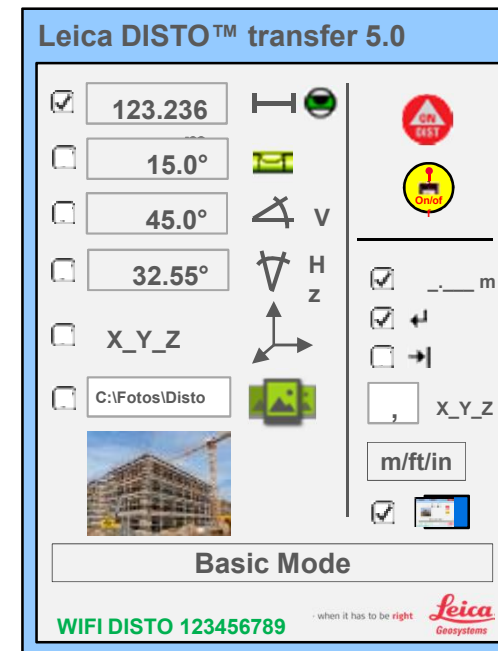 Leica DISTO™ transfer 5.0
123.236
15.0°
45.0°
V
32.55°
H
z
X_Y_Z
C:\Fotos\Disto
ON
DIST
On/of
_.___ m
,
X_Y_Z
m/ft/in
Basic Mode
WIFI DISTO 123456789
- when it has to be right
Leica
Geosystems